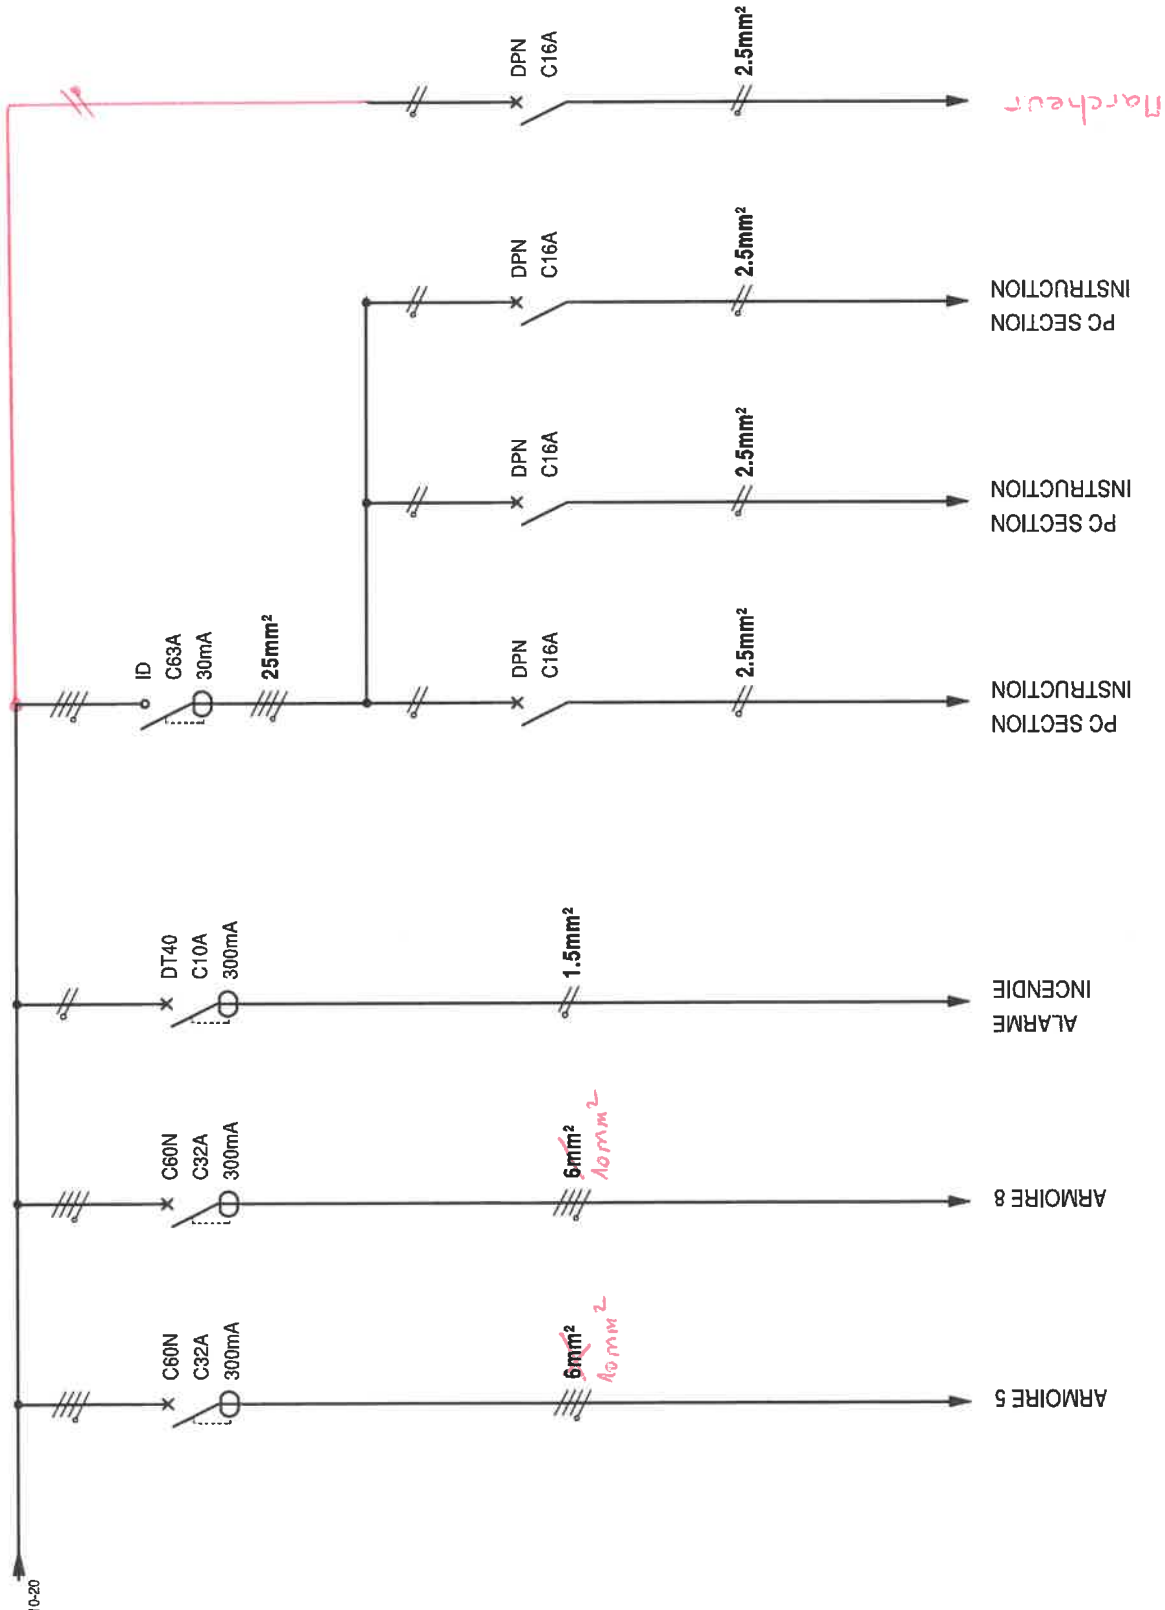 10-20
C60N
C32A
300mA
6mm²
10mm²
ARMOIRE 5
C60N
C32A
300mA
6mm²
10mm²
ARMOIRE 8
DT40
C10A
300mA
1.5mm²
ALARME
INCENDIE
ID
C63A
30mA
25mm²
DPN
C16A
2.5mm²
PC SECTION
INSTRUCTION
DPN
C16A
2.5mm²
PC SECTION
INSTRUCTION
DPN
C16A
2.5mm²
PC SECTION
INSTRUCTION
DPN
C16A
2.5mm²
Marcheur